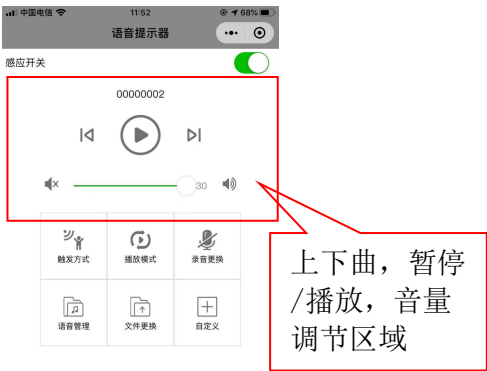 中国电信 11:52 68%
语音提示器
感应开关
00000002
30
触发方式 播放模式 录音更换
语音管理 文件更换 自定义
上下曲，暂停
/播放，音量
调节区域